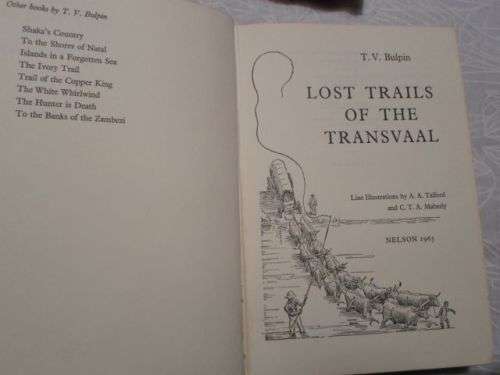 Other books by T. V. Bulpin
Shaka's Country
To the Shores of Natal
Islands in a Forgotten Sea
The Ivory Trail
Trail of the Copper King
The White Whirlwind
The Hunter is Death
To the Banks of the Zambezi
T. V. Bulpin
LOST TRAILS
OF THE
TRANSVAAL
Line Illustrations by A. A. Telford
and C. T. A. Maberly
NELSON 1965